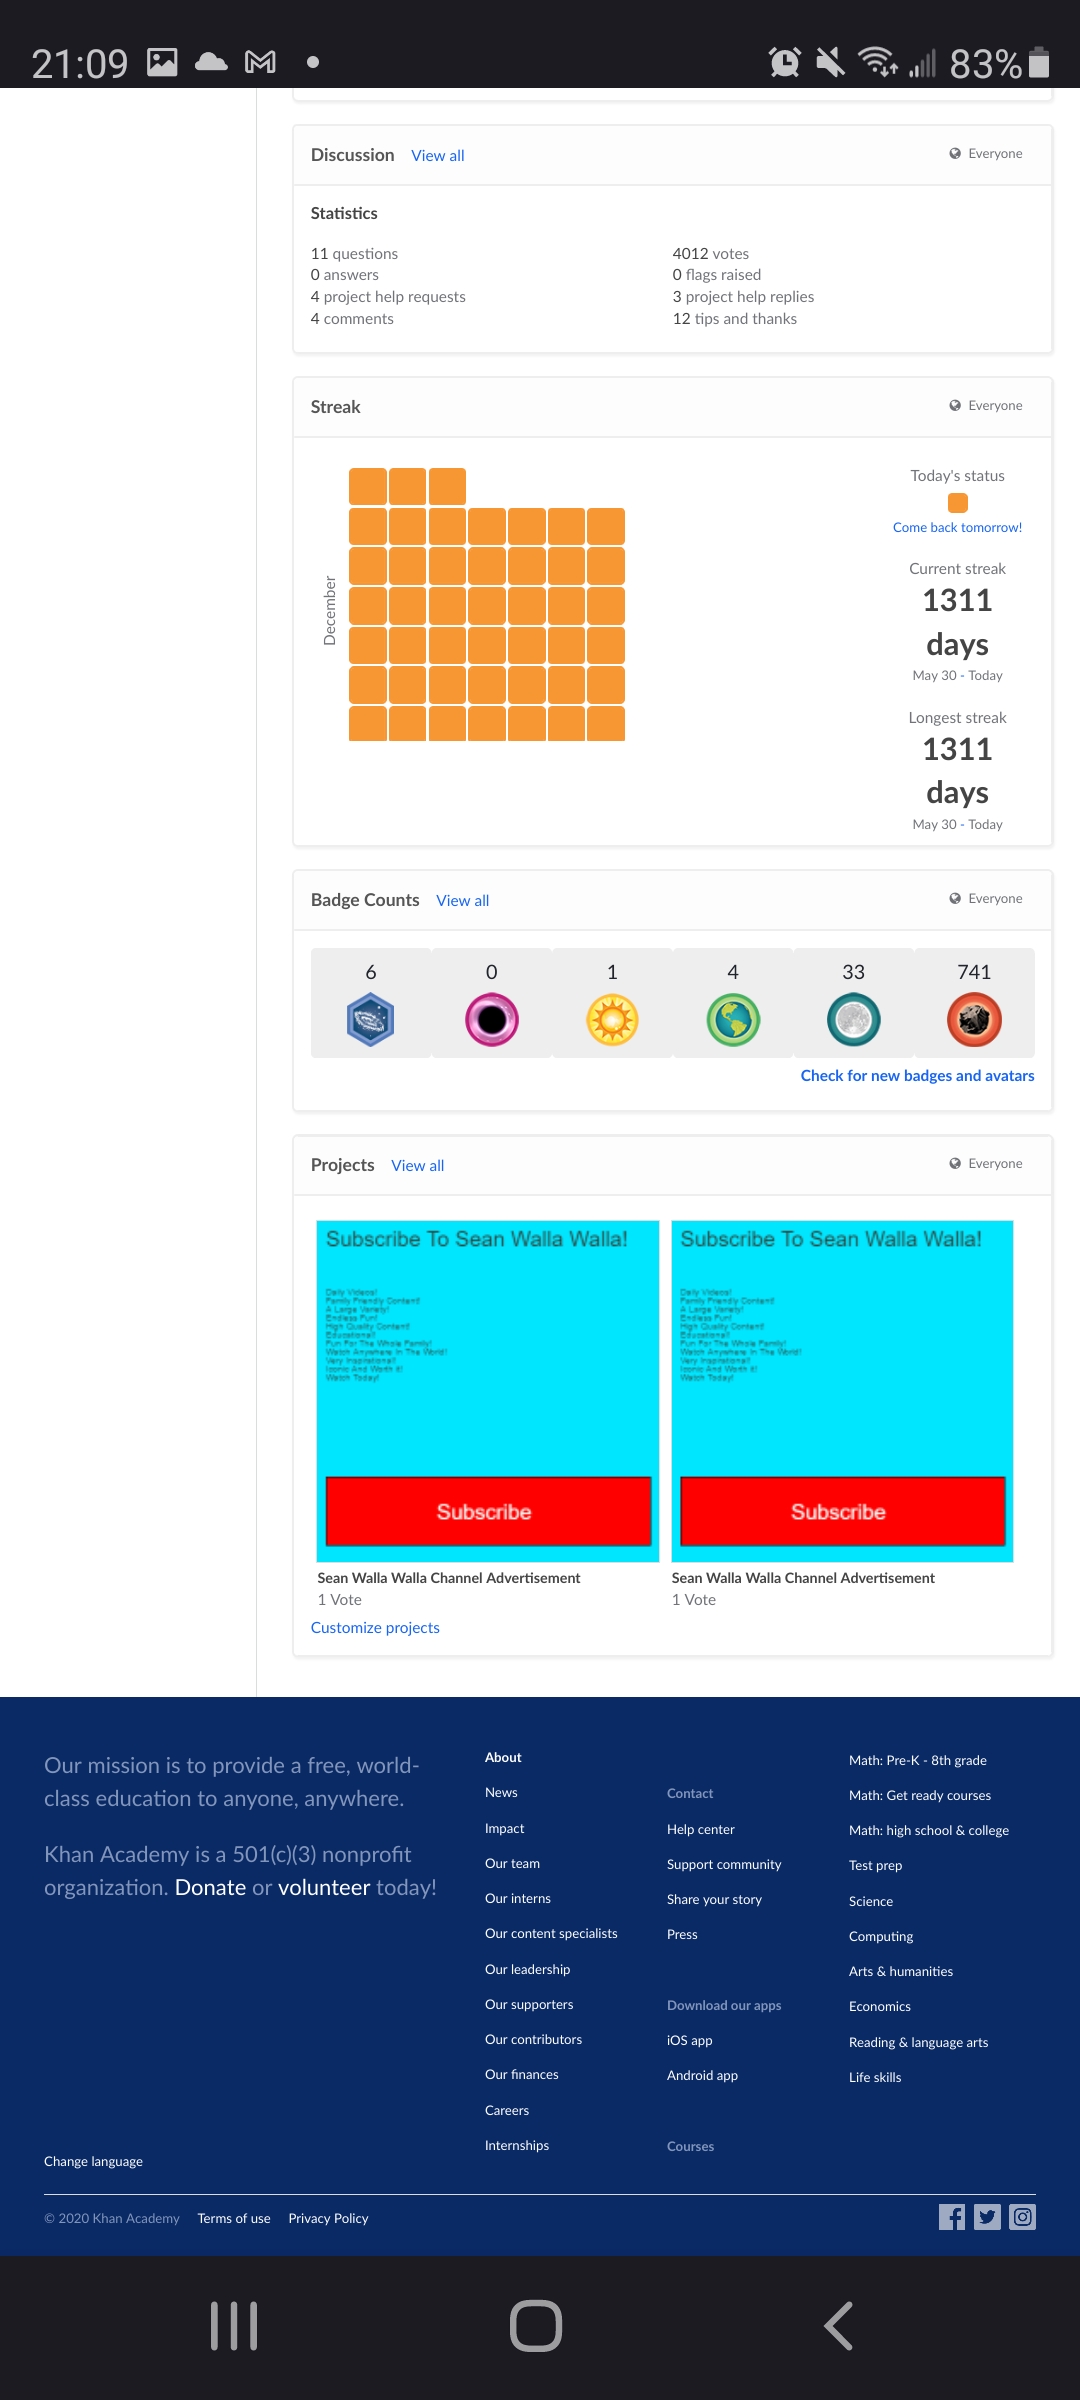 21:09
83%
Discussion View all
Everyone
Statistics
11 questions
0 answers
4 project help requests
4 comments
4012 votes
0 flags raised
3 project help replies
12 tips and thanks
Streak
Everyone
December
Today's status
Come back tomorrow!
Current streak
1311
days
May 30 - Today
Longest streak
1311
days
May 30 - Today
Badge Counts View all
Everyone
6 0 1 4 33 741
Check for new badges and avatars
Projects View all
Everyone
Subscribe To Sean Walla Walla!
Daily Videos!
Family Friendly Content!
A Large Variety!
Endless Fun!
High Quality Content!
Educational!
Fun For The Whole Family!
Watch Anywhere In The World!
Very Inspirational!
Iconic And Worth It!
Watch Today!
Subscribe
Sean Walla Walla Channel Advertisement
1 Vote
Subscribe To Sean Walla Walla!
Daily Videos!
Family Friendly Content!
A Large Variety!
Endless Fun!
High Quality Content!
Educational!
Fun For The Whole Family!
Watch Anywhere In The World!
Very Inspirational!
Iconic And Worth It!
Watch Today!
Subscribe
Sean Walla Walla Channel Advertisement
1 Vote
Customize projects
Our mission is to provide a free, world-
class education to anyone, anywhere.
Khan Academy is a 501(c)(3) nonprofit
organization. Donate or volunteer today!
About
News
Impact
Our team
Our interns
Our content specialists
Our leadership
Our supporters
Our contributors
Our finances
Careers
Internships
Contact
Help center
Support community
Share your story
Press
Download our apps
iOS app
Android app
Courses
Math: Pre-K - 8th grade
Math: Get ready courses
Math: high school & college
Test prep
Science
Computing
Arts & humanities
Economics
Reading & language arts
Life skills
Change language
© 2020 Khan Academy Terms of use Privacy Policy